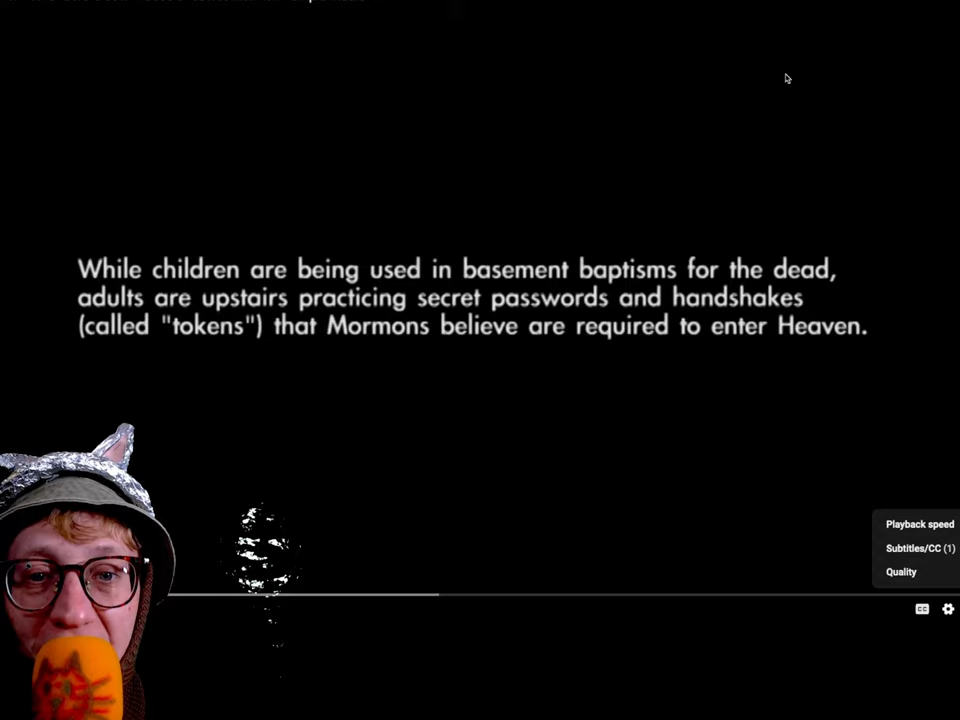 While children are being used in basement baptisms for the dead,
adults are upstairs practicing secret passwords and handshakes
(called "tokens") that Mormons believe are required to enter Heaven.
Playback speed
Subtitles/CC (1)
Quality
CC